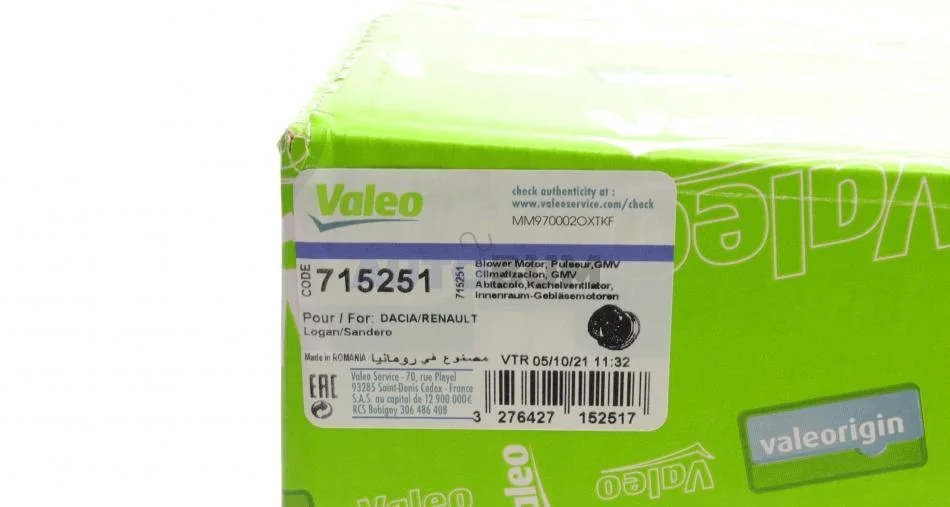 Valeo
check authenticity at :
www.valeoservice.com/check
MM970002OXTKF
CODE 715251
715251
Blower Motor, Pulseur,GMV
Climatizacion, GMV
Abitacolo,Kachelventilator,
Innenraum-Gebläsemotoren
Pour / For: DACIA/RENAULT
Logan/Sandero
Made in ROMANIA مصنوع في رومانيا
VTR 05/10/21 11:32
EAC
Valeo Service - 70, rue Pleyel
93285 Saint-Denis Cedex - France
S.A.S. au capital de 12 900 000€
RCS Bobigny 306 486 408
3 276427 152517
Valeo
valeorigin
Valeo
Valeo
Valeo